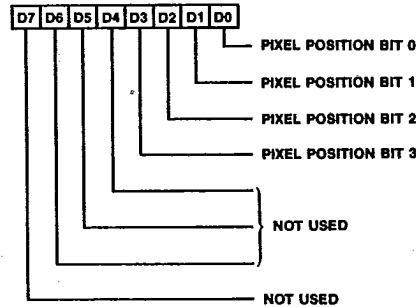 D7 D6 D5 D4 D3 D2 D1 D0
PIXEL POSITION BIT 0
PIXEL POSITION BIT 1
PIXEL POSITION BIT 2
PIXEL POSITION BIT 3
NOT USED
NOT USED